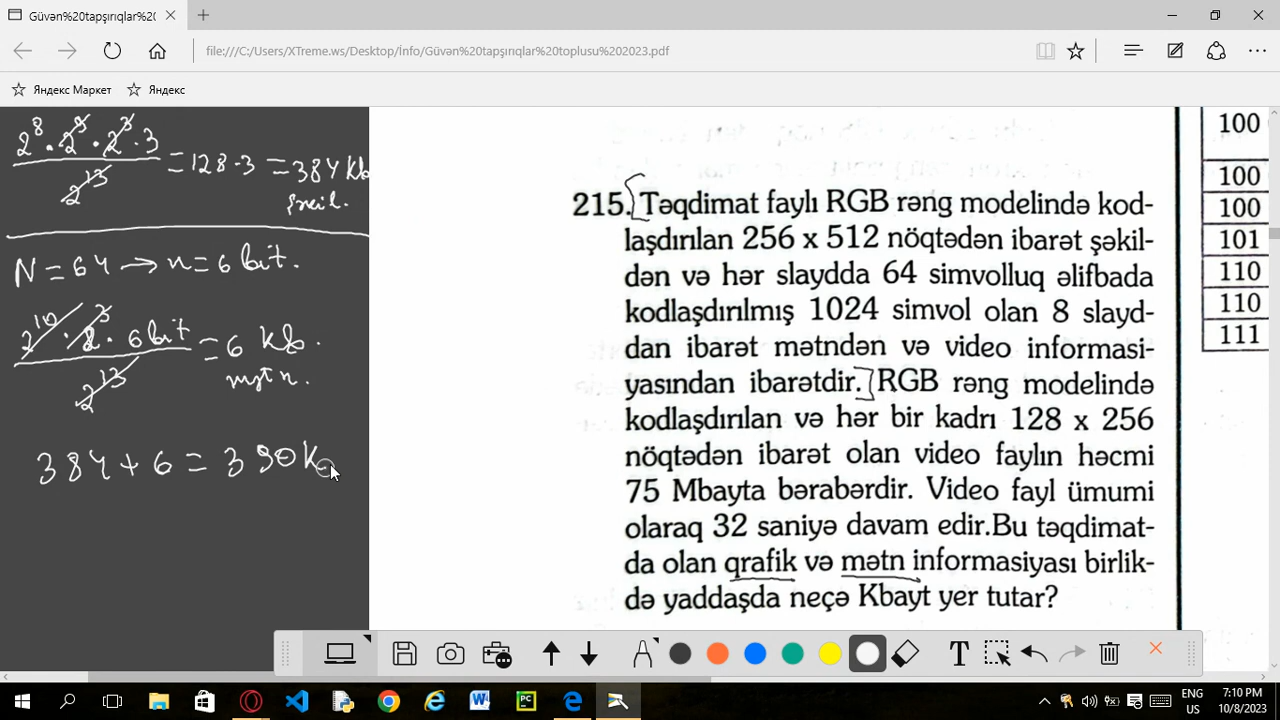 Güvən%20tapşırıqlar%20
file:///C:/Users/XTreme.ws/Desktop/İnfo/Güvən%20tapşırıqlar%20toplusu%202023.pdf
Яндекс Маркет Яндекс
2⁸ · 2⁹ · 2³ · 3
2¹³
= 128 · 3 = 384 Kb
N = 64 → n = 6 bit.
2¹⁰ · 2³ · 6 bit
2¹³
= 6 Kb.
mətn.
384 + 6 = 390 K
215. Təqdimat faylı RGB rəng modelində kod-
laşdırılan 256 x 512 nöqtədən ibarət şəkil-
dən və hər slaydda 64 simvolluq əlifbada
kodlaşdırılmış 1024 simvol olan 8 slayd-
dan ibarət mətndən və video informasi-
yasından ibarətdir. RGB rəng modelində
kodlaşdırılan və hər bir kadrı 128 x 256
nöqtədən ibarət olan video faylın həcmi
75 Mbayta bərabərdir. Video fayl ümumi
olaraq 32 saniyə davam edir.Bu təqdimat-
da olan qrafik və mətn informasiyası birlik-
də yaddaşda neçə Kbayt yer tutar?
100
100
100
101
110
110
111
T
ENG
US
7:10 PM
10/8/2023